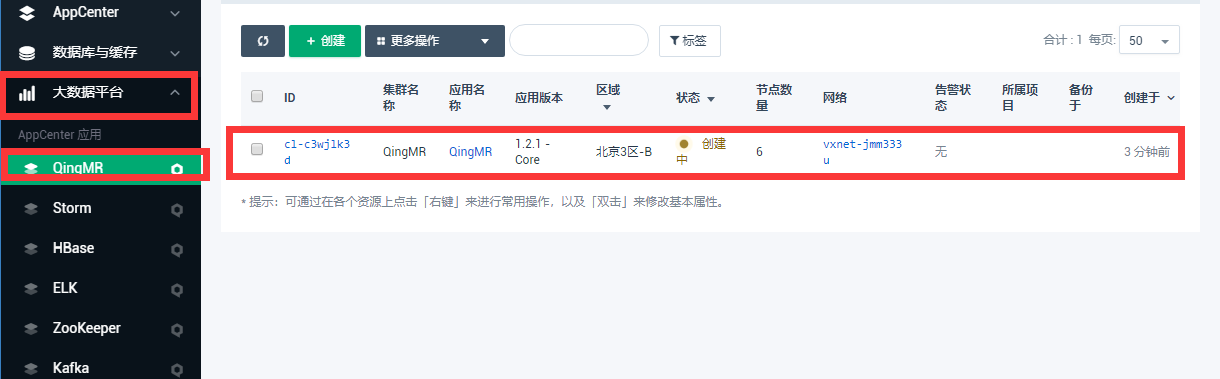 AppCenter
数据库与缓存
大数据平台
AppCenter 应用
QingMR
Storm
HBase
ELK
ZooKeeper
Kafka
+ 创建
更多操作
标签
合计 : 1 每页: 50
ID
集群名
称
应用名
称
应用版本
区域
状态
节点数
量
网络
告警状
态
所属项
目
备份
于
创建于
cl-c3wjlk3
d
QingMR
QingMR
1.2.1 -
Core
北京3区-B
创建
中
6
vxnet-jmm333
u
无
3 分钟前
* 提示：可通过在各个资源上点击「右键」来进行常用操作，以及「双击」来修改基本属性。